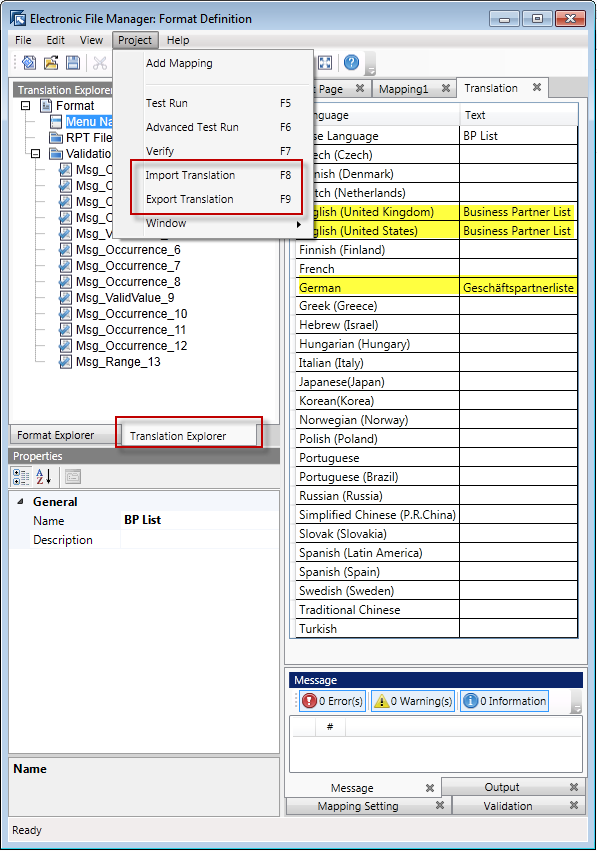 Electronic File Manager: Format Definition
File Edit View Project Help
Add Mapping
Test Run F5
Advanced Test Run F6
Verify F7
Import Translation F8
Export Translation F9
Window
Translation Explorer
Format
Menu Na
RPT File
Validatio
Msg_O
Msg_O
Msg_O
Msg_O
Msg_Va
Msg_Occurrence_6
Msg_Occurrence_7
Msg_Occurrence_8
Msg_ValidValue_9
Msg_Occurrence_10
Msg_Occurrence_11
Msg_Occurrence_12
Msg_Range_13
Format Explorer
Translation Explorer
Properties
General
Name BP List
Description
Name
Page
Mapping1
Translation
anguage Text
se Language BP List
ech (Czech)
nish (Denmark)
tch (Netherlands)
glish (United Kingdom) Business Partner List
glish (United States) Business Partner List
Finnish (Finland)
French
German Geschäftspartnerliste
Greek (Greece)
Hebrew (Israel)
Hungarian (Hungary)
Italian (Italy)
Japanese(Japan)
Korean(Korea)
Norwegian (Norway)
Polish (Poland)
Portuguese
Portuguese (Brazil)
Russian (Russia)
Simplified Chinese (P.R.China)
Slovak (Slovakia)
Spanish (Latin America)
Spanish (Spain)
Swedish (Sweden)
Traditional Chinese
Turkish
Message
0 Error(s) 0 Warning(s) 0 Information
#
Message
Output
Mapping Setting
Validation
Ready